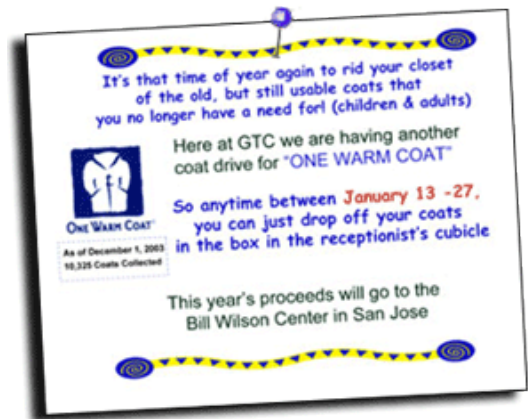 It's that time of year again to rid your closet
of the old, but still usable coats that
you no longer have a need for! (children & adults)
Here at GTC we are having another
coat drive for "ONE WARM COAT"
ONE WARM COAT
As of December 1, 2003
10,325 Coats Collected
So anytime between January 13 -27,
you can just drop off your coats
in the box in the receptionist's cubicle
This year's proceeds will go to the
Bill Wilson Center in San Jose